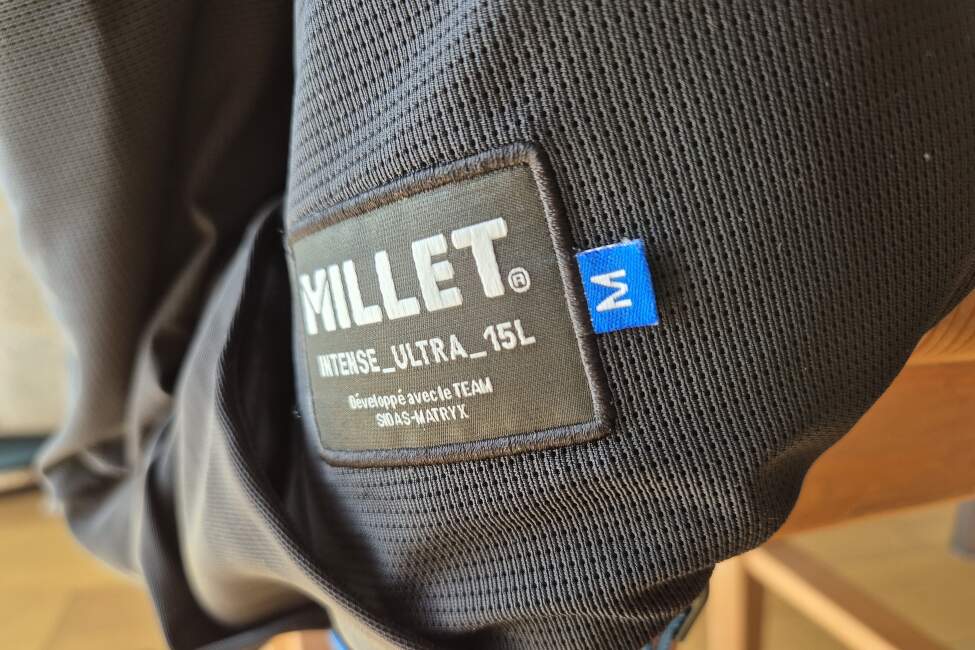 MILLET®
INTENSE_ULTRA_15L
Développé avec le TEAM
SIDAS-MATRYX
M